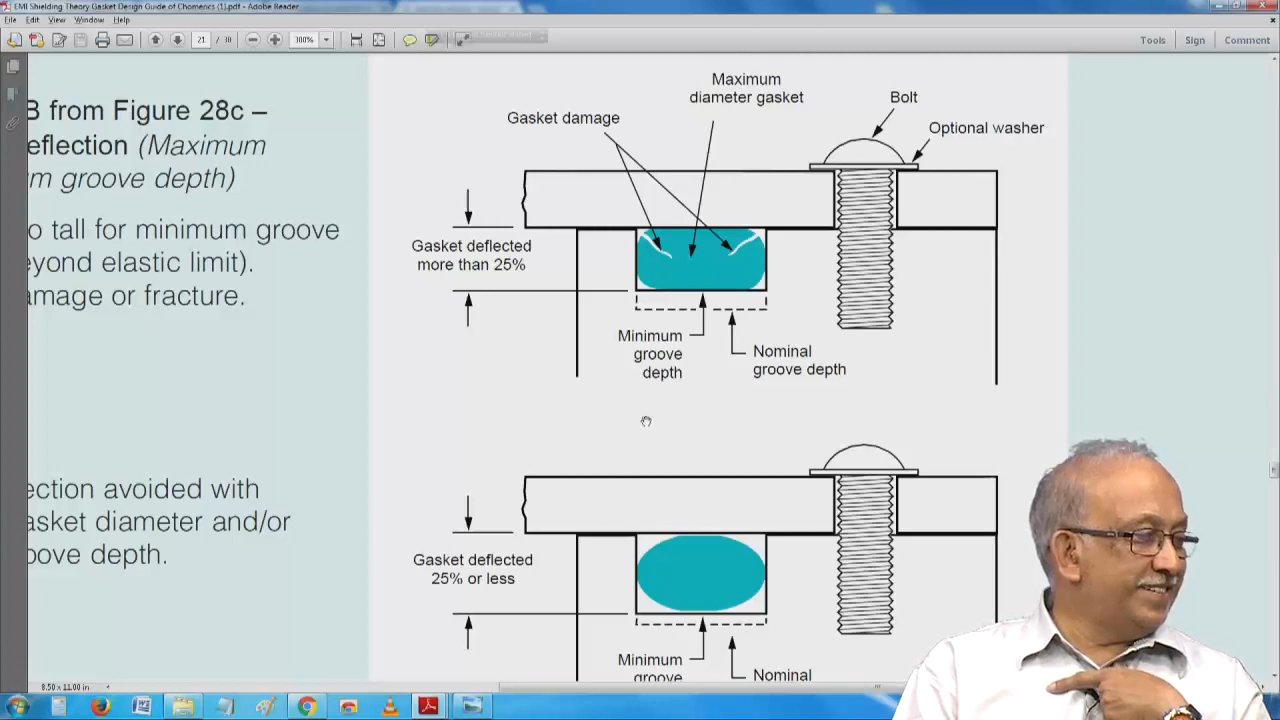 EMI Shielding Theory Gasket Design Guide of Chomerics (1).pdf - Adobe Reader
File Edit View Window Help
21 / 30 300% Tools Sign Comment
B from Figure 28c –
eflection (Maximum
m groove depth)
o tall for minimum groove
eyond elastic limit).
amage or fracture.
ection avoided with
asket diameter and/or
oove depth.
Maximum
diameter gasket
Gasket damage
Bolt
Optional washer
Gasket deflected
more than 25%
Minimum
groove
depth
Nominal
groove depth
Gasket deflected
25% or less
Minimum
groove
Nominal
8.50 x 11.00 in